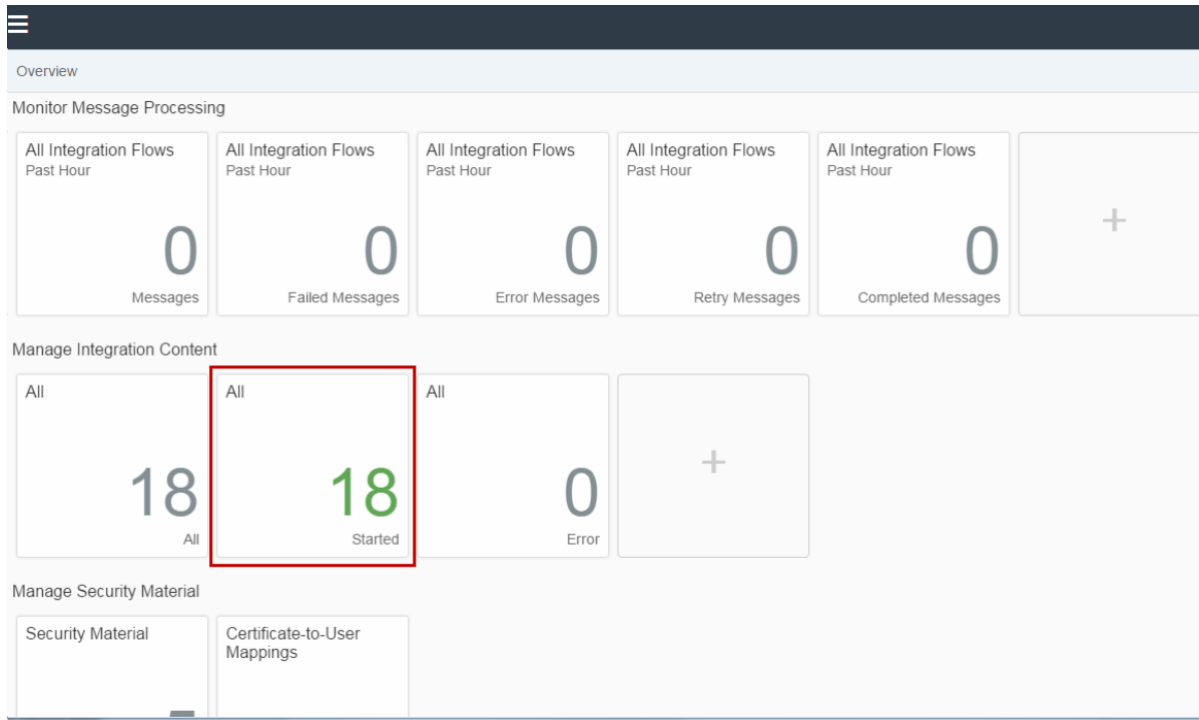 Overview
Monitor Message Processing
All Integration Flows
Past Hour
0
Messages
All Integration Flows
Past Hour
0
Failed Messages
All Integration Flows
Past Hour
0
Error Messages
All Integration Flows
Past Hour
0
Retry Messages
All Integration Flows
Past Hour
0
Completed Messages
+
Manage Integration Content
All
18
All
All
18
Started
All
0
Error
+
Manage Security Material
Security Material
Certificate-to-User
Mappings